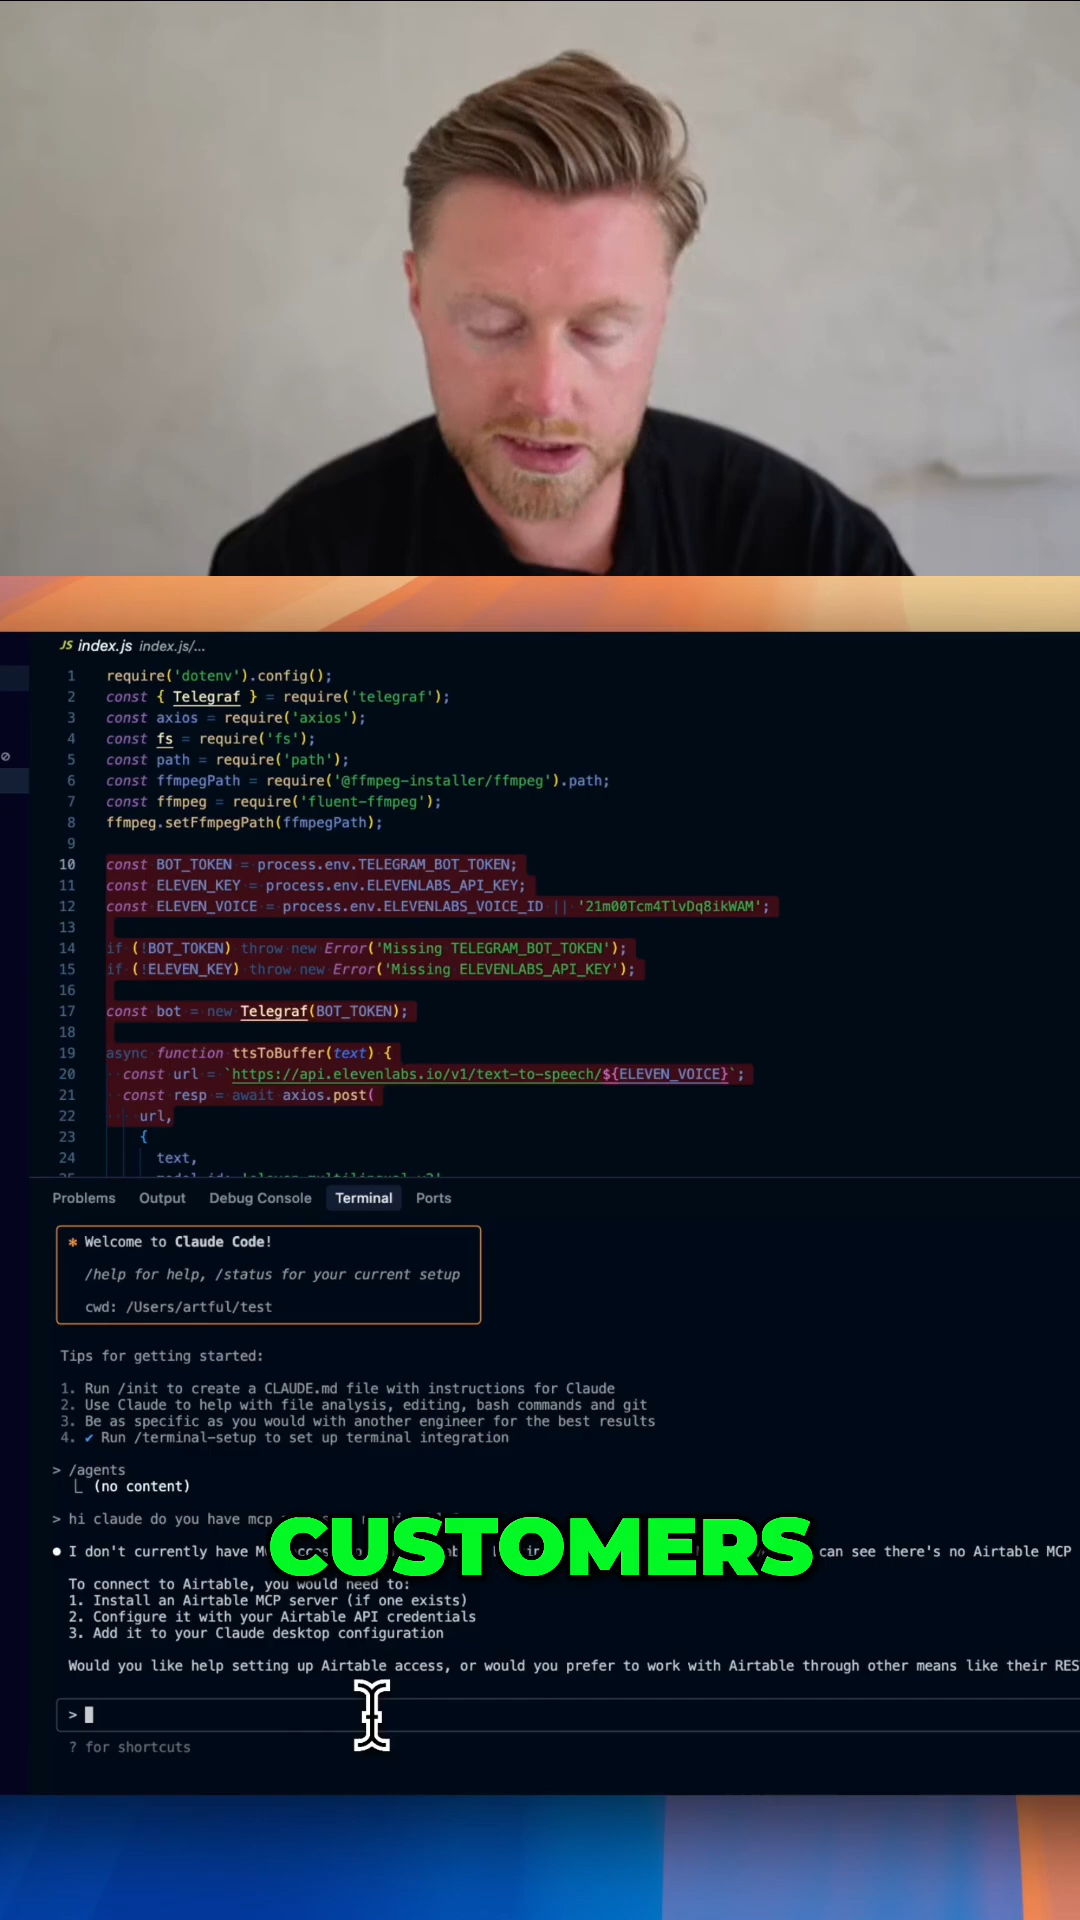 JS index.js index.js/...
1 require('dotenv').config();
2 const { Telegraf } = require('telegraf');
3 const axios = require('axios');
4 const fs = require('fs');
5 const path = require('path');
6 const ffmpegPath = require('@ffmpeg-installer/ffmpeg').path;
7 const ffmpeg = require('fluent-ffmpeg');
8 ffmpeg.setFfmpegPath(ffmpegPath);
9
10 const BOT_TOKEN = process.env.TELEGRAM_BOT_TOKEN;
11 const ELEVEN_KEY = process.env.ELEVENLABS_API_KEY;
12 const ELEVEN_VOICE = process.env.ELEVENLABS_VOICE_ID || '21m00Tcm4TlvDq8ikWAM';
13
14 if (!BOT_TOKEN) throw new Error('Missing TELEGRAM_BOT_TOKEN');
15 if (!ELEVEN_KEY) throw new Error('Missing ELEVENLABS_API_KEY');
16
17 const bot = new Telegraf(BOT_TOKEN);
18
19 async function ttsToBuffer(text) {
20 const url = `https://api.elevenlabs.io/v1/text-to-speech/${ELEVEN_VOICE}`;
21 const resp = await axios.post(
22 url,
23 {
24 text,
Problems Output Debug Console Terminal Ports
* Welcome to Claude Code!
/help for help, /status for your current setup
cwd: /Users/artful/test
Tips for getting started:
1. Run /init to create a CLAUDE.md file with instructions for Claude
2. Use Claude to help with file analysis, editing, bash commands and git
3. Be as specific as you would with another engineer for the best results
4. ✔ Run /terminal-setup to set up terminal integration
> /agents
(no content)
> hi claude do you have mcp
CUSTOMERS
● I don't currently have can see there's no Airtable MCP
To connect to Airtable, you would need to:
1. Install an Airtable MCP server (if one exists)
2. Configure it with your Airtable API credentials
3. Add it to your Claude desktop configuration
Would you like help setting up Airtable access, or would you prefer to work with Airtable through other means like their
>
? for shortcuts